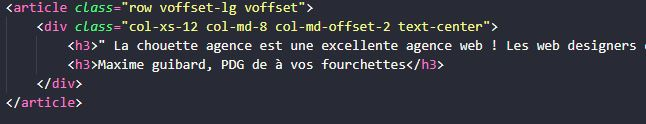 <article class="row voffset-lg voffset">
<div class="col-xs-12 col-md-8 col-md-offset-2 text-center">
<h3>" La chouette agence est une excellente agence web ! Les web designers
<h3>Maxime guibard, PDG de à vos fourchettes</h3>
</div>
</article>